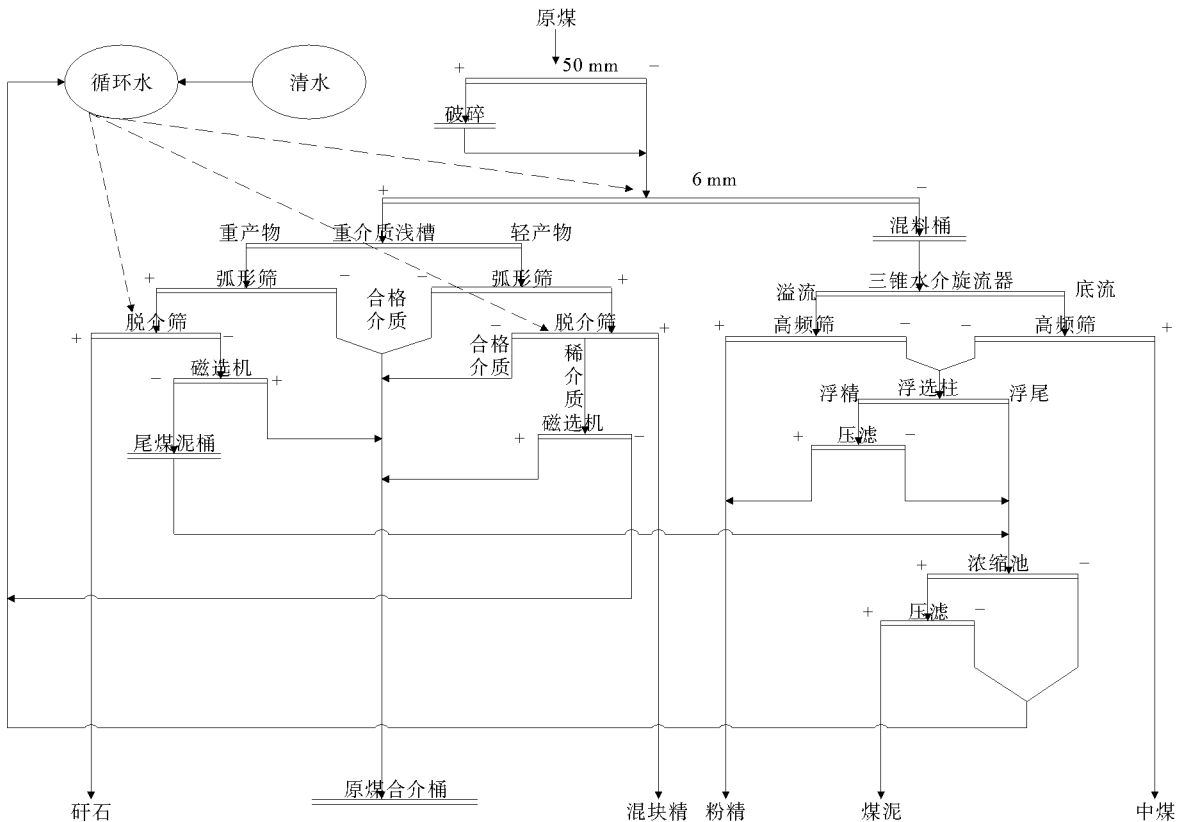 原煤
+ 50 mm −
循环水 清水
破碎
6 mm
+ −
重产物 重介质浅槽 轻产物
混料桶
+ 弧形筛 − − 弧形筛 +
三锥水介旋流器
溢流 底流
合格
介质
脱介筛 − 脱介筛
+ − +
高频筛 − − 高频筛
+ +
合格
介质
稀
介
质
磁选机
− +
浮精 浮选柱 浮尾
磁选机
+ −
+ 压滤 −
尾煤泥桶
+ 浓缩池 −
+ 压滤 −
矸石
原煤合介桶
混块精
粉精
煤泥
中煤